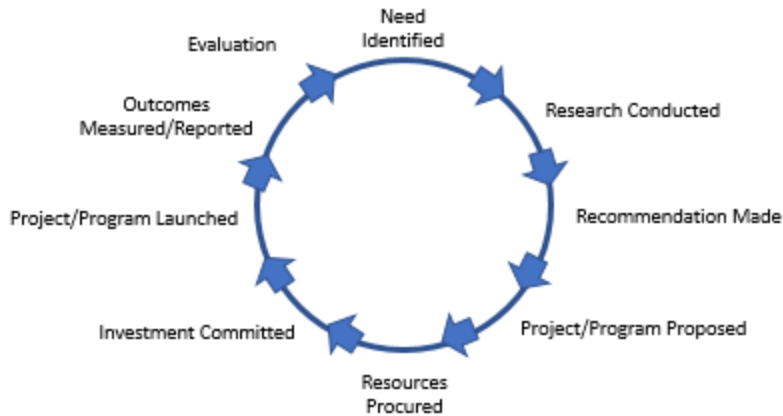 Need
Identified
Research Conducted
Recommendation Made
Project/Program Proposed
Resources
Procured
Investment Committed
Project/Program Launched
Outcomes
Measured/Reported
Evaluation